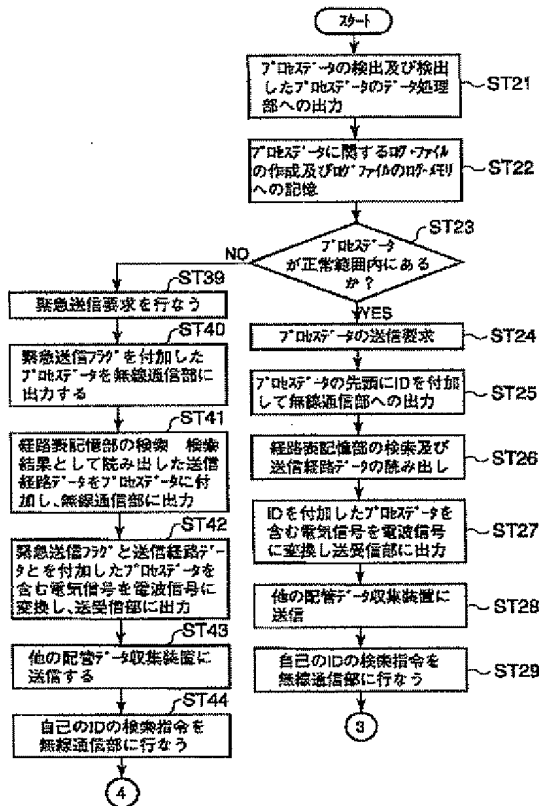 スタート
プロセスデータの検出及び検出
したプロセスデータのデータ処理
部への出力
ST21
プロセスデータに関するログ・ファイル
の作成及びログファイルのログ・メモリ
への記憶
ST22
プロセスデータ
が正常範囲内にある
か?
ST23
NO
YES
プロセスデータの送信要求
ST24
プロセスデータの先頭にIDを付加
して無線通信部への出力
ST25
経路表記憶部の検索及び
送信経路データの読み出し
ST26
IDを付加したプロセスデータを
含む電気信号を電波信号
に変換し送受信部に出力
ST27
他の配管データ収集装置に
送信
ST28
自己のIDの検索指令を
無線通信部に行なう
ST29
3
ST39
緊急送信要求を行なう
ST40
緊急送信フラグを付加した
プロセスデータを無線通信部に
出力する
ST41
経路表記憶部の検索 検索
結果として読み出した送信
経路データをプロセスデータに付
加し、無線通信部に出力
ST42
緊急送信フラグと送信経路デー
タとを付加したプロセスデータを
含む電気信号を電波信号に
変換し、送受信部に出力
ST43
他の配管データ収集装置に
送信する
ST44
自己のIDの検索指令を
無線通信部に行なう
4